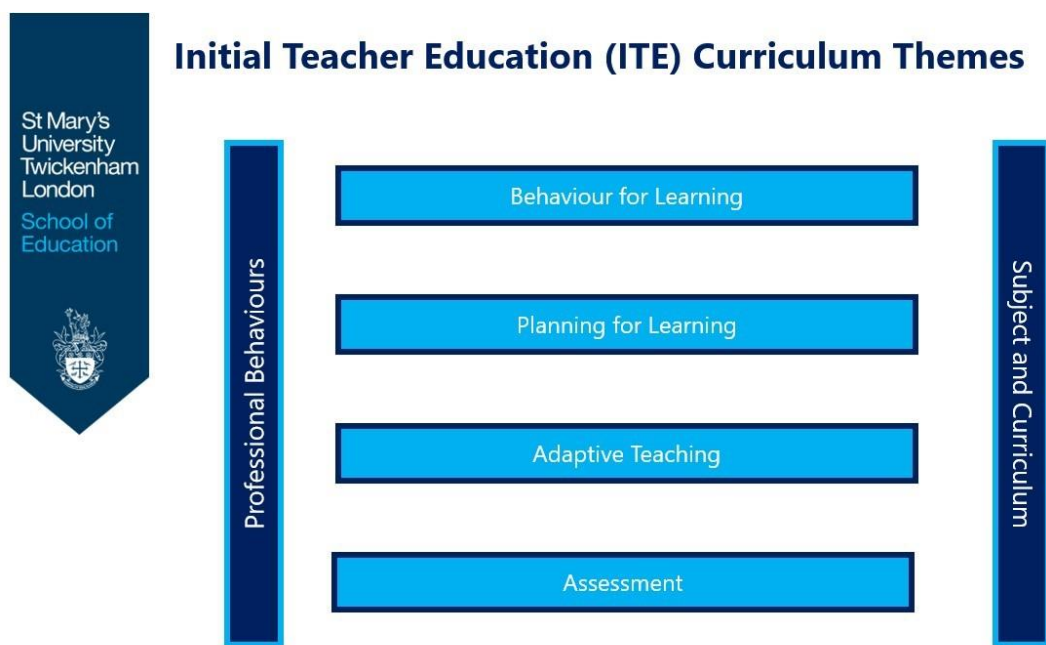 Initial Teacher Education (ITE) Curriculum Themes
St Mary's
University
Twickenham
London
School of
Education
Professional Behaviours
Behaviour for Learning
Planning for Learning
Adaptive Teaching
Assessment
Subject and Curriculum